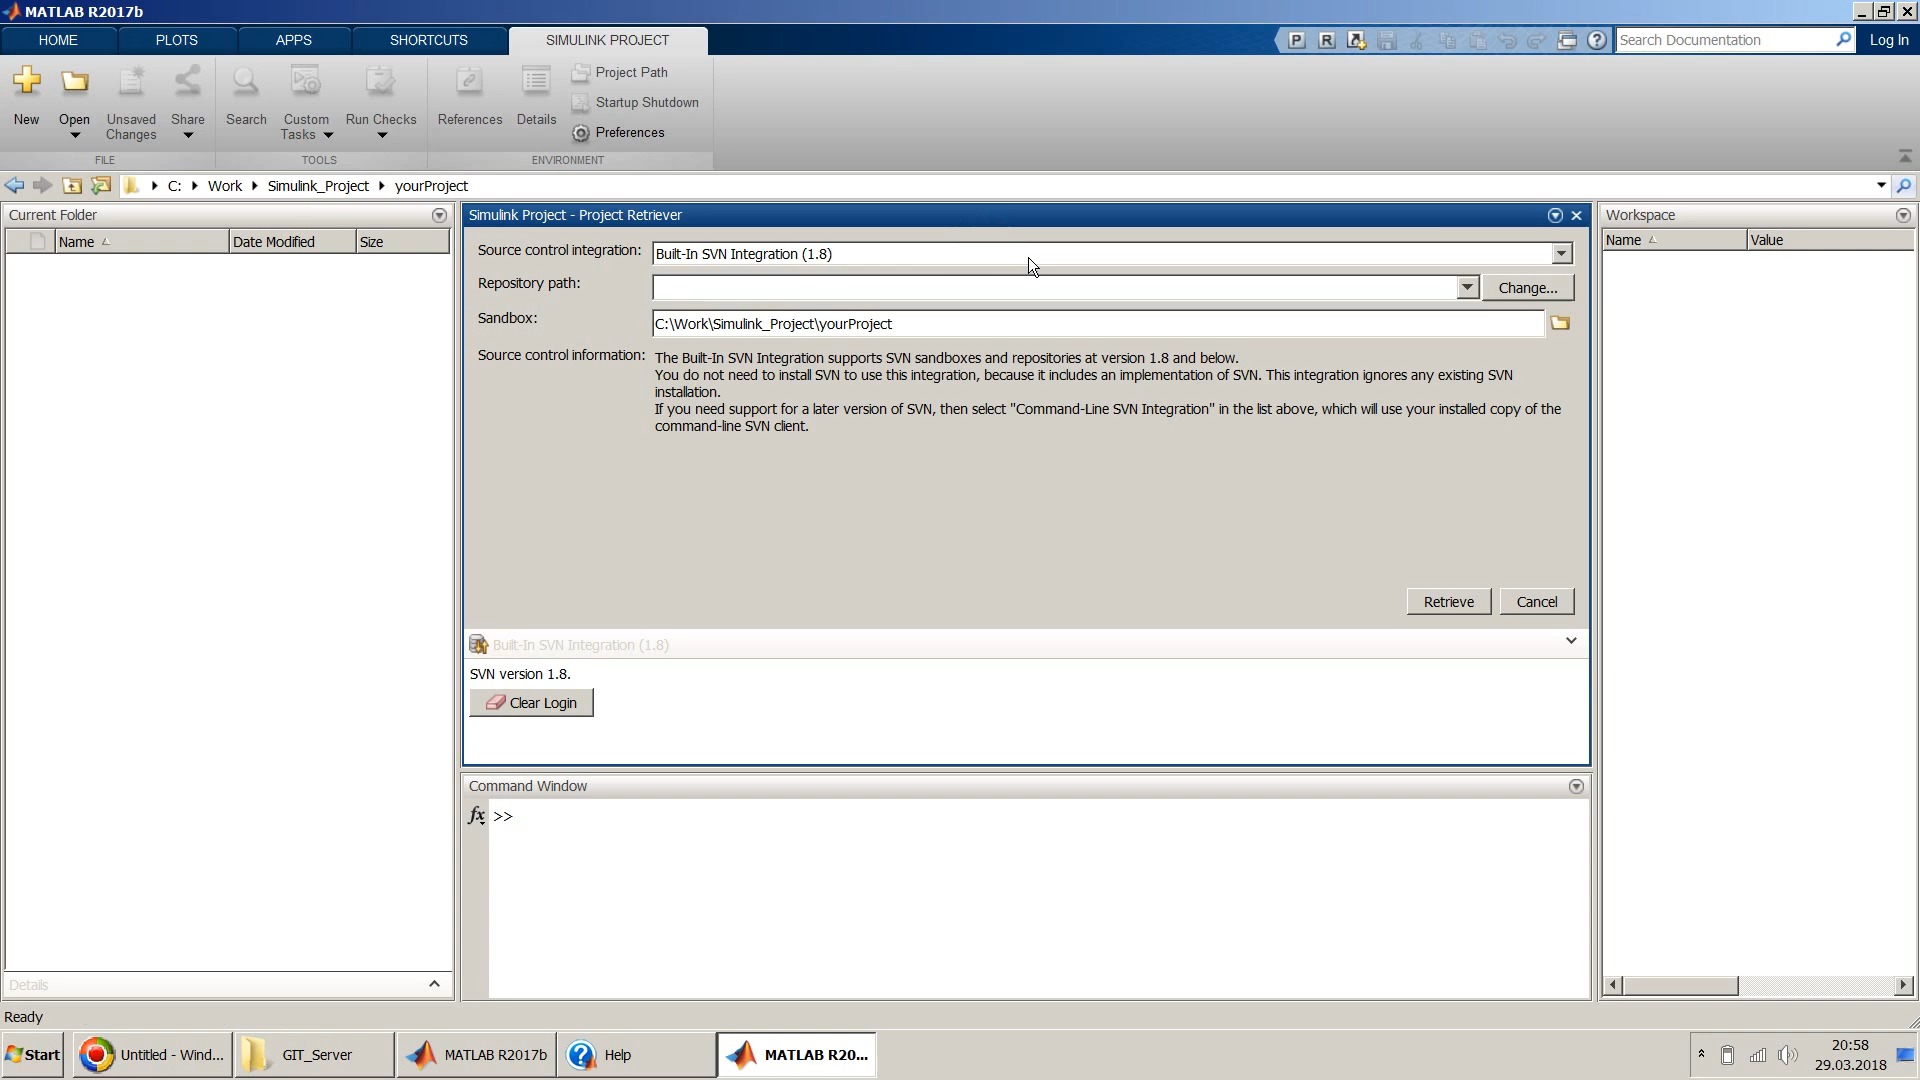 MATLAB R2017b
HOME
PLOTS
APPS
SHORTCUTS
SIMULINK PROJECT
P
R
Search Documentation
Log In
New
Open
Unsaved Changes
Share
Search
Custom Tasks
Run Checks
References
Details
Project Path
Startup Shutdown
Preferences
FILE
TOOLS
ENVIRONMENT
C: Work Simulink_Project yourProject
Current Folder
Name
Date Modified
Size
Details
Simulink Project - Project Retriever
Source control integration: Built-In SVN Integration (1.8)
Repository path: Change...
Sandbox: C:\Work\Simulink_Project\yourProject
Source control information: The Built-In SVN Integration supports SVN sandboxes and repositories at version 1.8 and below.
You do not need to install SVN to use this integration, because it includes an implementation of SVN. This integration ignores any existing SVN
installation.
If you need support for a later version of SVN, then select "Command-Line SVN Integration" in the list above, which will use your installed copy of the
command-line SVN client.
Retrieve
Cancel
Built-In SVN Integration (1.8)
SVN version 1.8.
Clear Login
Command Window
fx >>
Workspace
Name
Value
Ready
Start
Untitled - Wind...
GIT_Server
MATLAB R2017b
Help
MATLAB R20...
20:58
29.03.2018